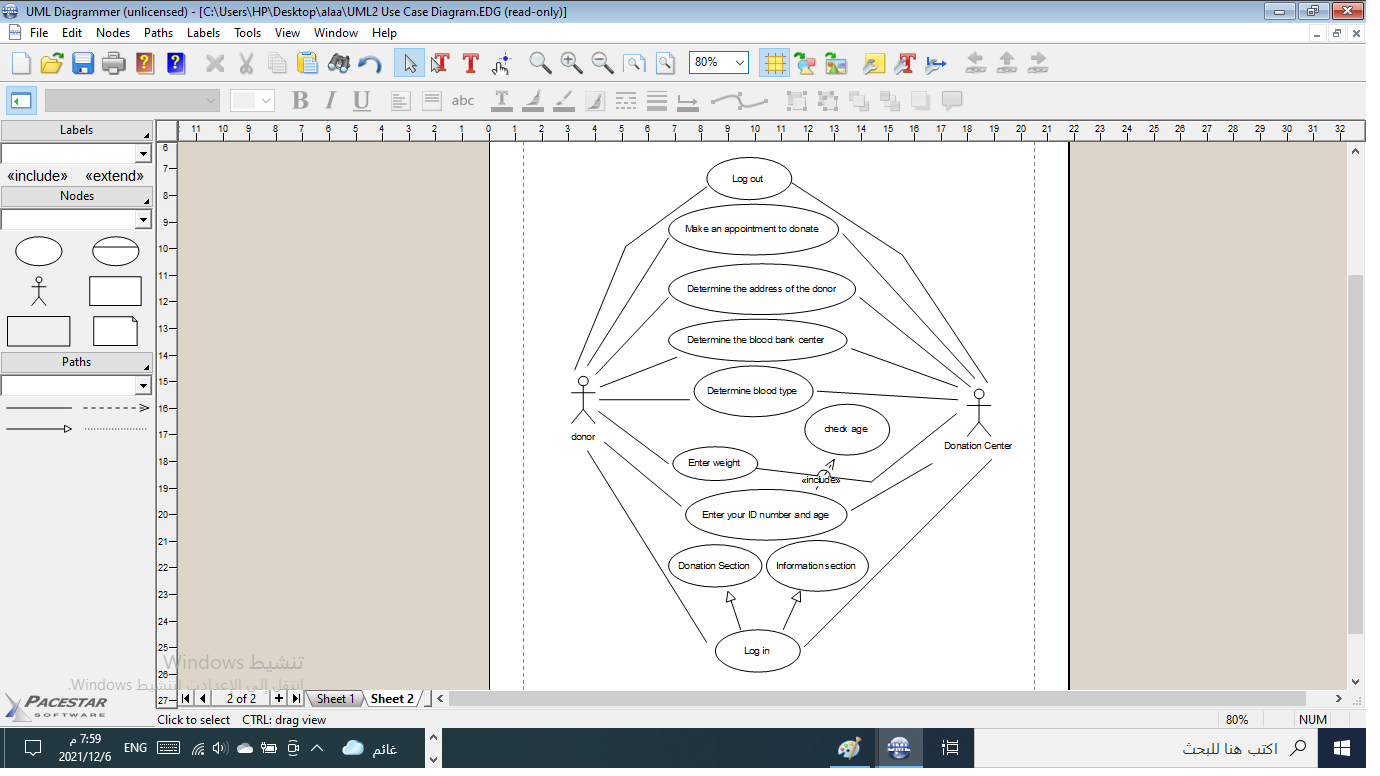 UML Diagrammer (unlicensed) - [C:\Users\HP\Desktop\alaa\UML2 Use Case Diagram.EDG (read-only)]
File Edit Nodes Paths Labels Tools View Window Help
80%
B I U abc
Labels
«include» «extend»
Nodes
Paths
11 10 9 8 7 6 5 4 3 2 1 0 1 2 3 4 5 6 7 8 9 10 11 12 13 14 15 16 17 18 19 20 21 22 23 24 25 26 27 28 29 30 31 32
6
7
8
9
10
11
12
13
14
15
16
17
18
19
20
21
22
23
24
25
26
27
Log out
Make an appointment to donate
Determine the address of the donor
Determine the blood bank center
Determine blood type
check age
donor
Donation Center
Enter weight
«include»
Enter your ID number and age
Donation Section
Information section
Log in
تنشيط Windows
انتقل إلى الإعدادات لتنشيط Windows.
PACESTAR
SOFTWARE
2 of 2 Sheet 1 Sheet 2
Click to select CTRL: drag view
80% NUM
7:59 م
2021/12/6
ENG
غائم
UML
اكتب هنا للبحث